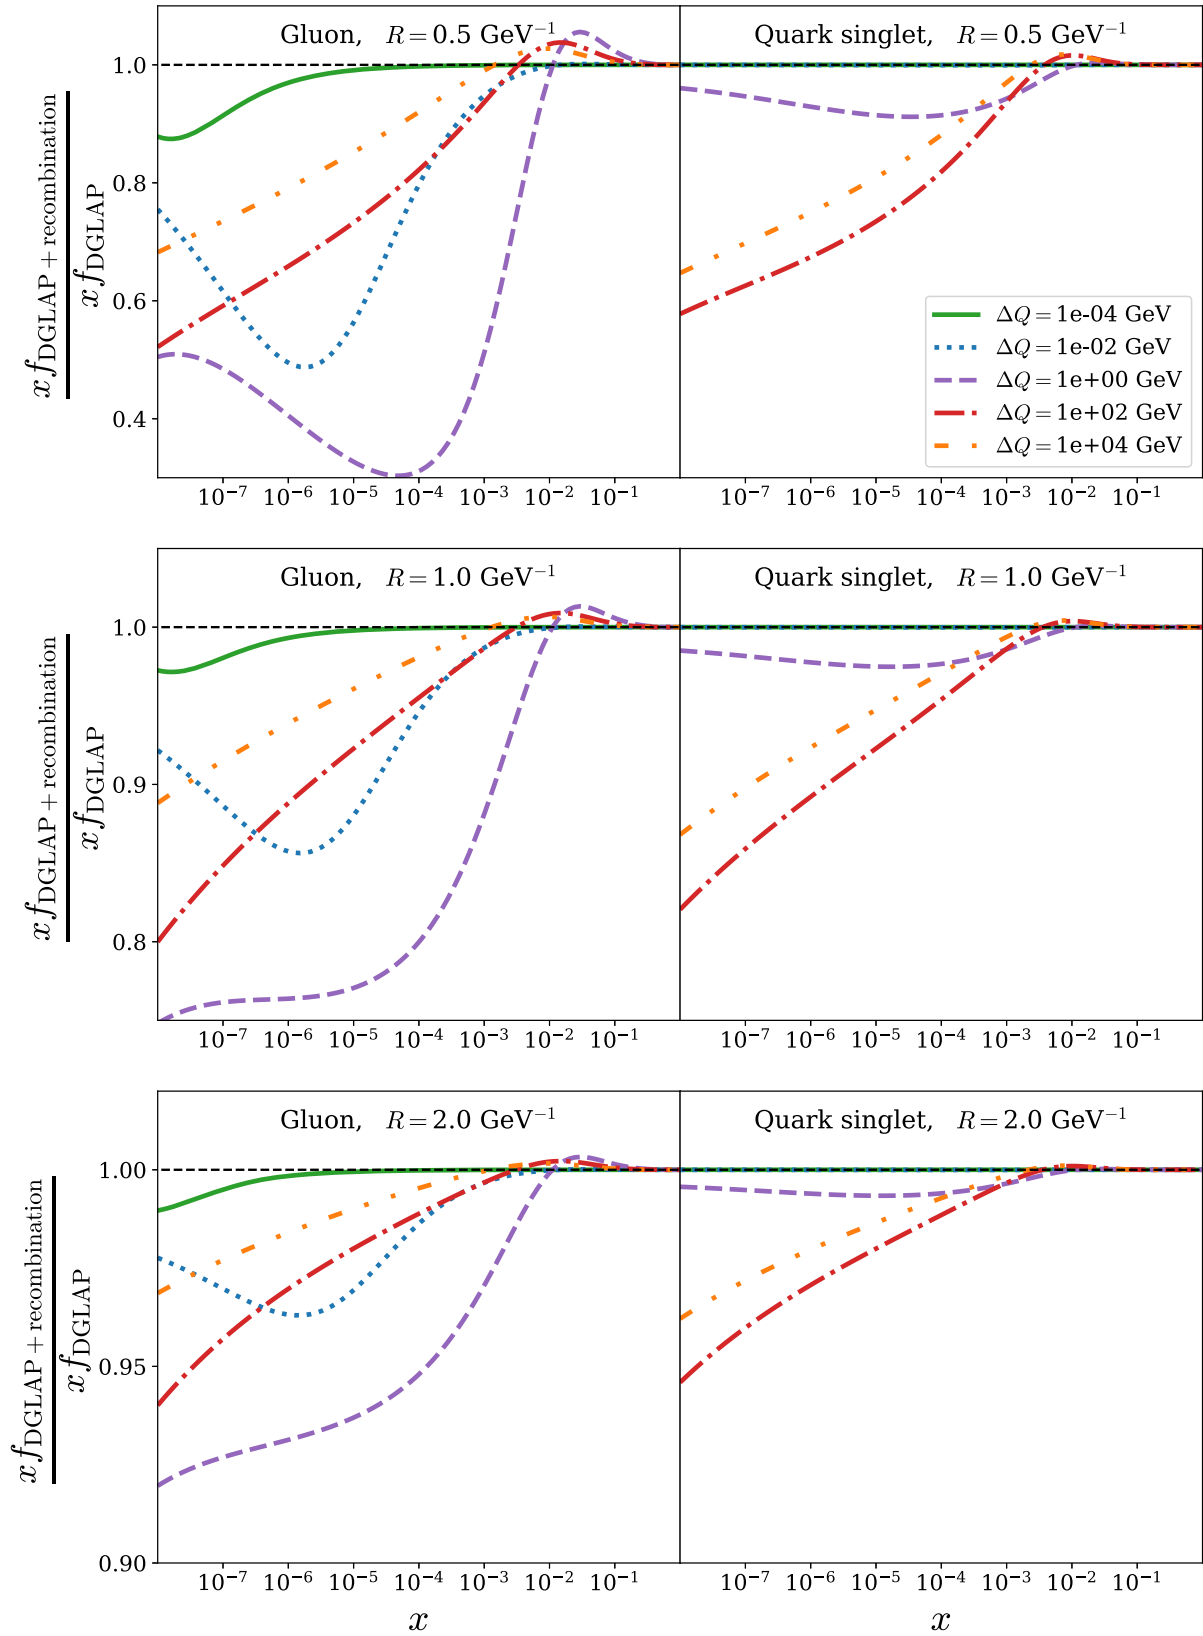 Gluon, R = 0.5 GeV⁻¹
Quark singlet, R = 0.5 GeV⁻¹
xf_DGLAP + recombination
xf_DGLAP
1.0
0.8
0.6
0.4
ΔQ = 1e-04 GeV
ΔQ = 1e-02 GeV
ΔQ = 1e+00 GeV
ΔQ = 1e+02 GeV
ΔQ = 1e+04 GeV
10⁻⁷ 10⁻⁶ 10⁻⁵ 10⁻⁴ 10⁻³ 10⁻² 10⁻¹
10⁻⁷ 10⁻⁶ 10⁻⁵ 10⁻⁴ 10⁻³ 10⁻² 10⁻¹
Gluon, R = 1.0 GeV⁻¹
Quark singlet, R = 1.0 GeV⁻¹
xf_DGLAP + recombination
xf_DGLAP
1.0
0.9
0.8
10⁻⁷ 10⁻⁶ 10⁻⁵ 10⁻⁴ 10⁻³ 10⁻² 10⁻¹
10⁻⁷ 10⁻⁶ 10⁻⁵ 10⁻⁴ 10⁻³ 10⁻² 10⁻¹
Gluon, R = 2.0 GeV⁻¹
Quark singlet, R = 2.0 GeV⁻¹
xf_DGLAP + recombination
xf_DGLAP
1.00
0.95
0.90
10⁻⁷ 10⁻⁶ 10⁻⁵ 10⁻⁴ 10⁻³ 10⁻² 10⁻¹
10⁻⁷ 10⁻⁶ 10⁻⁵ 10⁻⁴ 10⁻³ 10⁻² 10⁻¹
x
x